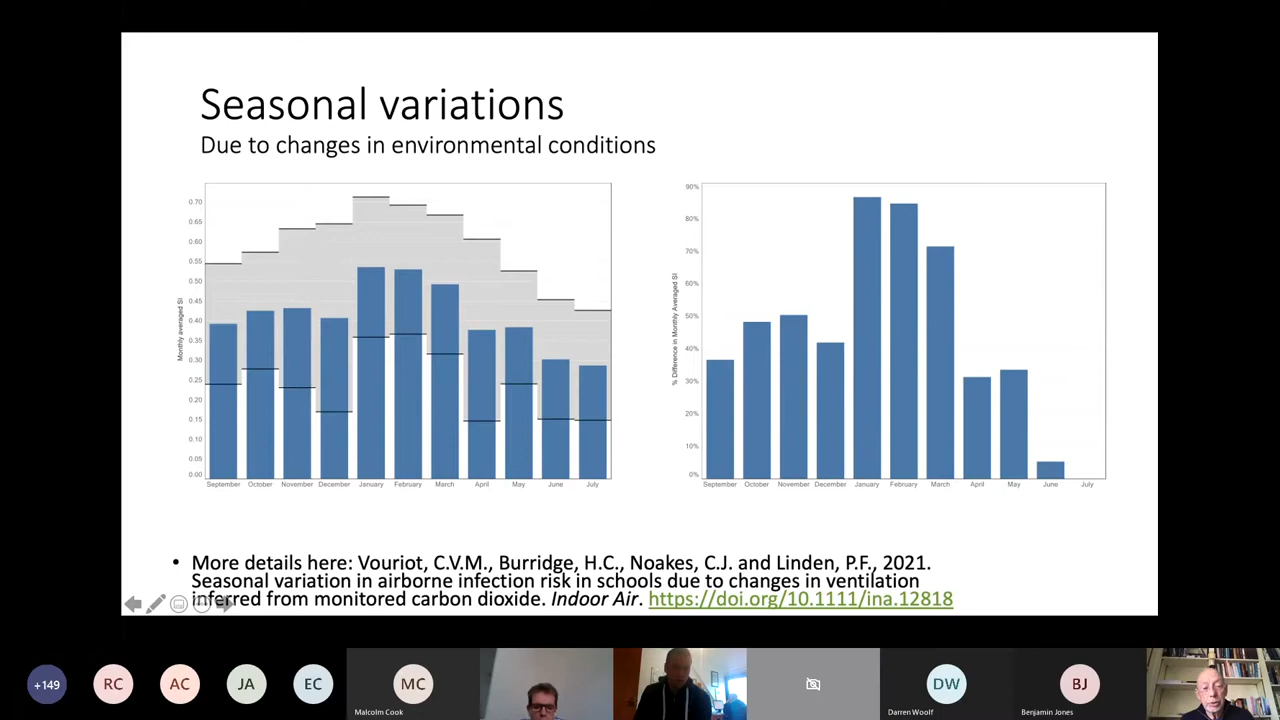 Seasonal variations
Due to changes in environmental conditions
0.70
0.65
0.60
0.55
0.50
0.45
0.40
0.35
0.30
0.25
0.20
0.15
0.10
0.05
0.00
Monthly averaged SI
September October November December January February March April May June July
90%
80%
70%
60%
50%
40%
30%
20%
10%
0%
% Difference in Monthly Averaged SI
September October November December January February March April May June July
• More details here: Vouriot, C.V.M., Burridge, H.C., Noakes, C.J. and Linden, P.F., 2021.
Seasonal variation in airborne infection risk in schools due to changes in ventilation
inferred from monitored carbon dioxide. Indoor Air. https://doi.org/10.1111/ina.12818
+149 RC AC JA EC MC DW BJ
Malcolm Cook Darren Woolf Benjamin Jones